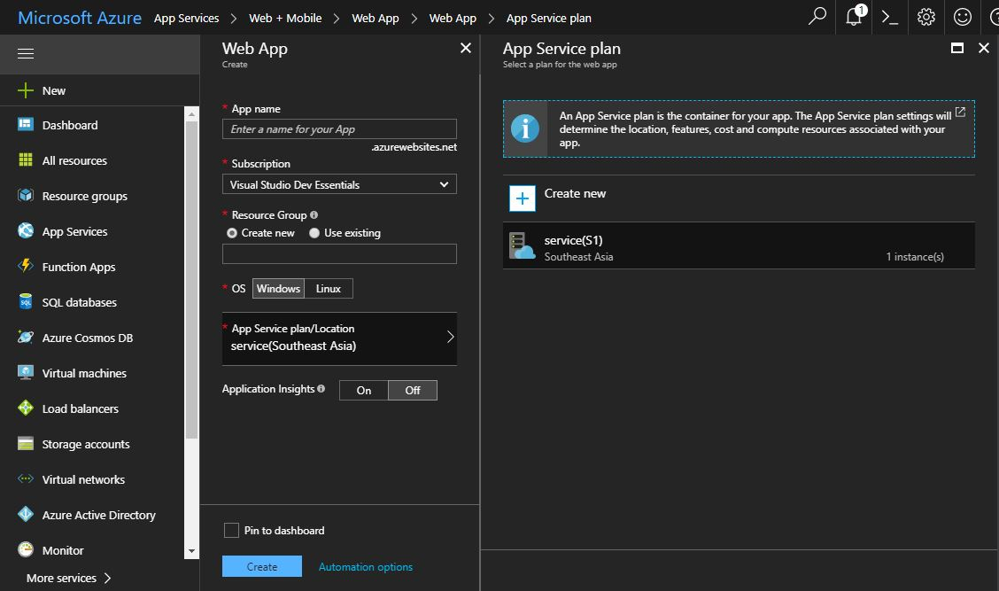 Microsoft Azure App Services > Web + Mobile > Web App > Web App > App Service plan
1
New
Dashboard
All resources
Resource groups
App Services
Function Apps
SQL databases
Azure Cosmos DB
Virtual machines
Load balancers
Storage accounts
Virtual networks
Azure Active Directory
Monitor
More services >
Web App
Create
* App name
Enter a name for your App
.azurewebsites.net
* Subscription
Visual Studio Dev Essentials
* Resource Group
Create new Use existing
* OS Windows Linux
* App Service plan/Location
service(Southeast Asia)
Application Insights On Off
Pin to dashboard
Create Automation options
App Service plan
Select a plan for the web app
An App Service plan is the container for your app. The App Service plan settings will
determine the location, features, cost and compute resources associated with your
app.
Create new
service(S1)
Southeast Asia 1 instance(s)